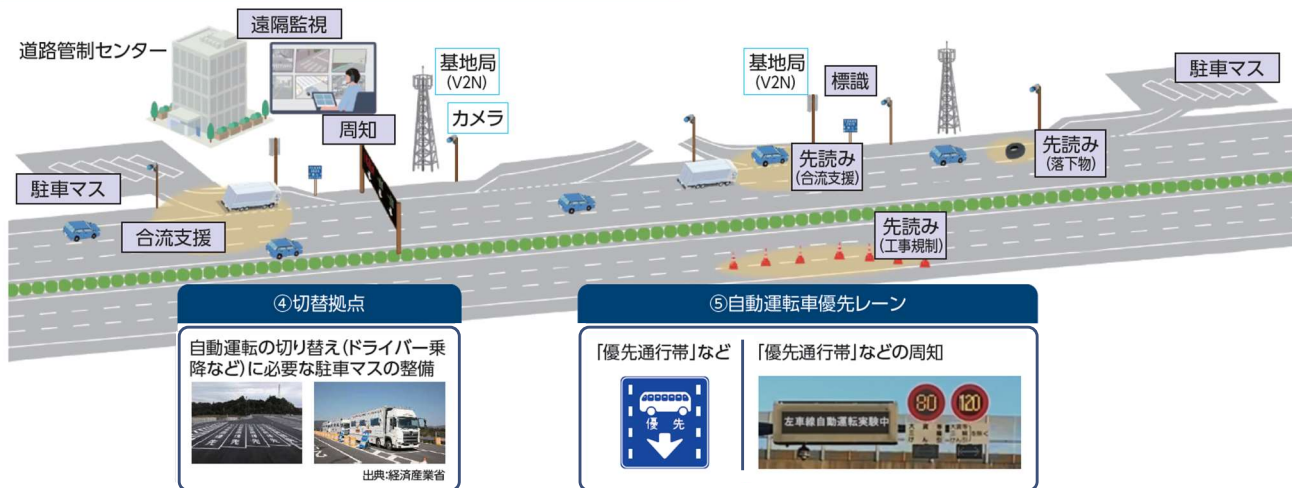 遠隔監視
道路管制センター
基地局
(V2N)
カメラ
周知
駐車マス
合流支援
基地局
(V2N)
標識
先読み
(合流支援)
先読み
(落下物)
駐車マス
先読み
(工事規制)
④切替拠点
自動運転の切り替え(ドライバー乗
降など)に必要な駐車マスの整備
出典:経済産業省
⑤自動運転車優先レーン
「優先通行帯」など
優先
「優先通行帯」などの周知
左車線自動運転実験中
80
120